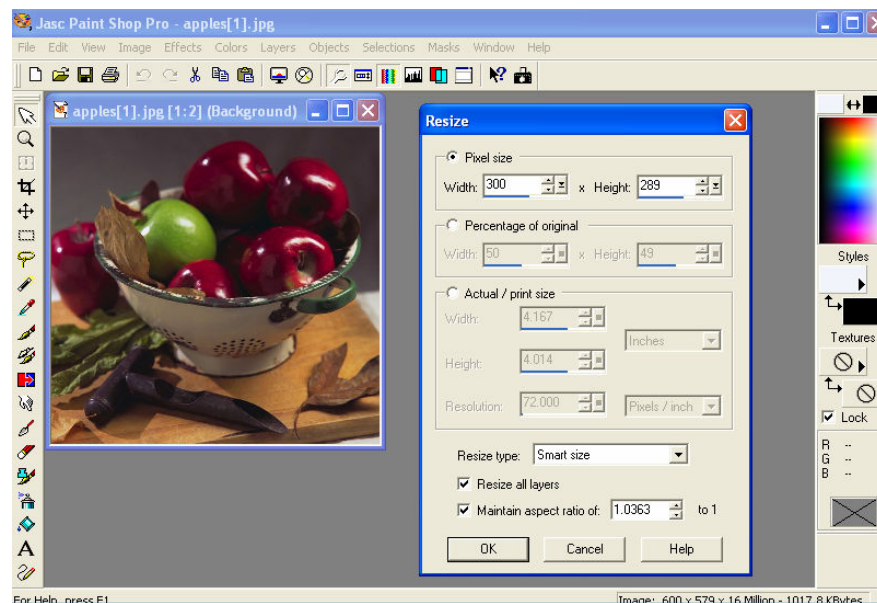 Jasc Paint Shop Pro - apples[1].jpg
File Edit View Image Effects Colors Layers Objects Selections Masks Window Help
apples[1].jpg [1:2] (Background)
Resize
Pixel size
Width: 300 x Height: 289
Percentage of original
Width: 50 x Height: 49
Actual / print size
Width: 4.167
Inches
Height: 4.014
Resolution: 72.000 Pixels / inch
Resize type: Smart size
Resize all layers
Maintain aspect ratio of: 1.0363 to 1
OK Cancel Help
Styles
Textures
Lock
R --
G --
B --
A
For Help, press F1
Image: 600 x 579 x 16 Million - 1017.8 KBytes